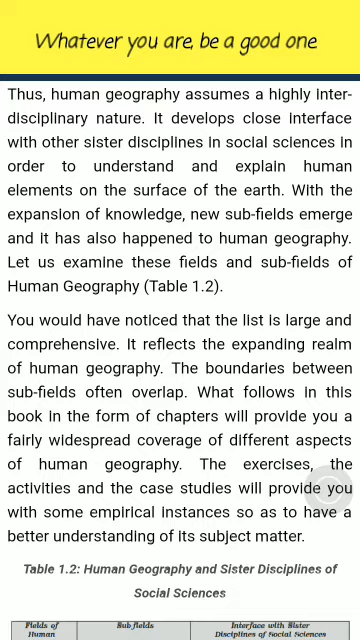 Whatever you are, be a good one
Thus, human geography assumes a highly inter-
disciplinary nature. It develops close interface
with other sister disciplines in social sciences in
order to understand and explain human
elements on the surface of the earth. With the
expansion of knowledge, new sub-fields emerge
and it has also happened to human geography.
Let us examine these fields and sub-fields of
Human Geography (Table 1.2).
You would have noticed that the list is large and
comprehensive. It reflects the expanding realm
of human geography. The boundaries between
sub-fields often overlap. What follows in this
book in the form of chapters will provide you a
fairly widespread coverage of different aspects
of human geography. The exercises, the
activities and the case studies will provide you
with some empirical instances so as to have a
better understanding of its subject matter.
Table 1.2: Human Geography and Sister Disciplines of
Social Sciences
Fields of Sub fields Interface with Sister
Human Disciplines of Social Sciences